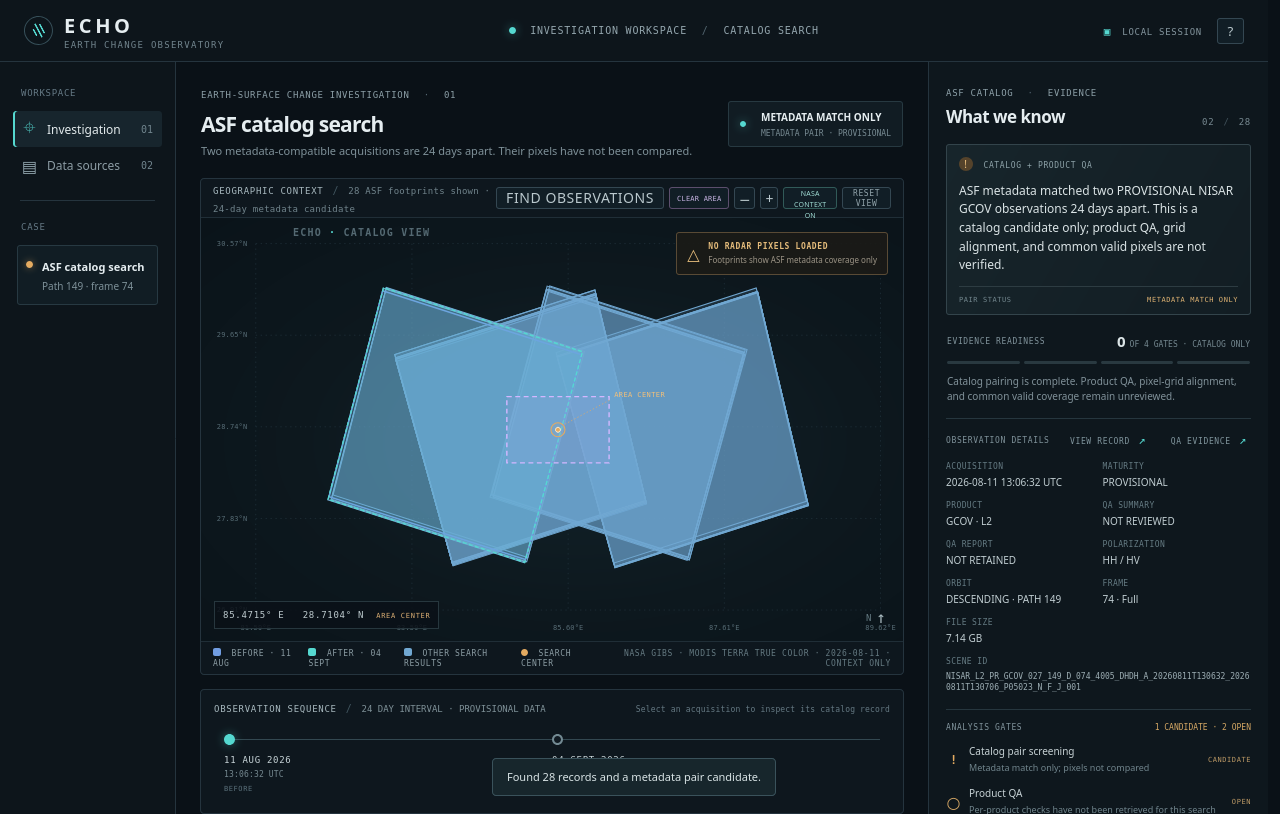 ECHO
EARTH CHANGE OBSERVATORY
INVESTIGATION WORKSPACE / CATALOG SEARCH
LOCAL SESSION
?
WORKSPACE
Investigation 01
Data sources 02
CASE
ASF catalog search
Path 149 · frame 74
EARTH-SURFACE CHANGE INVESTIGATION · 01
ASF catalog search
Two metadata-compatible acquisitions are 24 days apart. Their pixels have not been compared.
METADATA MATCH ONLY
METADATA PAIR · PROVISIONAL
GEOGRAPHIC CONTEXT / 28 ASF footprints shown ·
24-day metadata candidate
FIND OBSERVATIONS
CLEAR AREA
—
+
NASA
CONTEXT
ON
RESET
VIEW
ECHO · CATALOG VIEW
30.57°N
29.65°N
28.74°N
27.83°N
NO RADAR PIXELS LOADED
Footprints show ASF metadata coverage only
AREA CENTER
85.4715° E 28.7104° N AREA CENTER
85.60°E
87.61°E
89.62°E
N ↑
BEFORE · 11
AUG
AFTER · 04
SEPT
OTHER SEARCH
RESULTS
SEARCH
CENTER
NASA GIBS · MODIS TERRA TRUE COLOR · 2026-08-11 ·
CONTEXT ONLY
OBSERVATION SEQUENCE / 24 DAY INTERVAL · PROVISIONAL DATA
Select an acquisition to inspect its catalog record
11 AUG 2026
13:06:32 UTC
BEFORE
04 SEPT 2026
Found 28 records and a metadata pair candidate.
ASF CATALOG · EVIDENCE
What we know
02 / 28
! CATALOG + PRODUCT QA
ASF metadata matched two PROVISIONAL NISAR
GCOV observations 24 days apart. This is a
catalog candidate only; product QA, grid
alignment, and common valid pixels are not
verified.
PAIR STATUS METADATA MATCH ONLY
EVIDENCE READINESS 0 OF 4 GATES · CATALOG ONLY
Catalog pairing is complete. Product QA, pixel-grid alignment,
and common valid coverage remain unreviewed.
OBSERVATION DETAILS VIEW RECORD ↗ QA EVIDENCE ↗
ACQUISITION
2026-08-11 13:06:32 UTC
MATURITY
PROVISIONAL
PRODUCT
GCOV · L2
QA SUMMARY
NOT REVIEWED
QA REPORT
NOT RETAINED
POLARIZATION
HH / HV
ORBIT
DESCENDING · PATH 149
FRAME
74 · Full
FILE SIZE
7.14 GB
SCENE ID
NISAR_L2_PR_GCOV_027_149_D_074_4005_DHDH_A_20260811T130632_2026
0811T130706_P05023_N_F_J_001
ANALYSIS GATES 1 CANDIDATE · 2 OPEN
! Catalog pair screening
Metadata match only; pixels not compared
CANDIDATE
Product QA
Per-product checks have not been retrieved for this search
OPEN